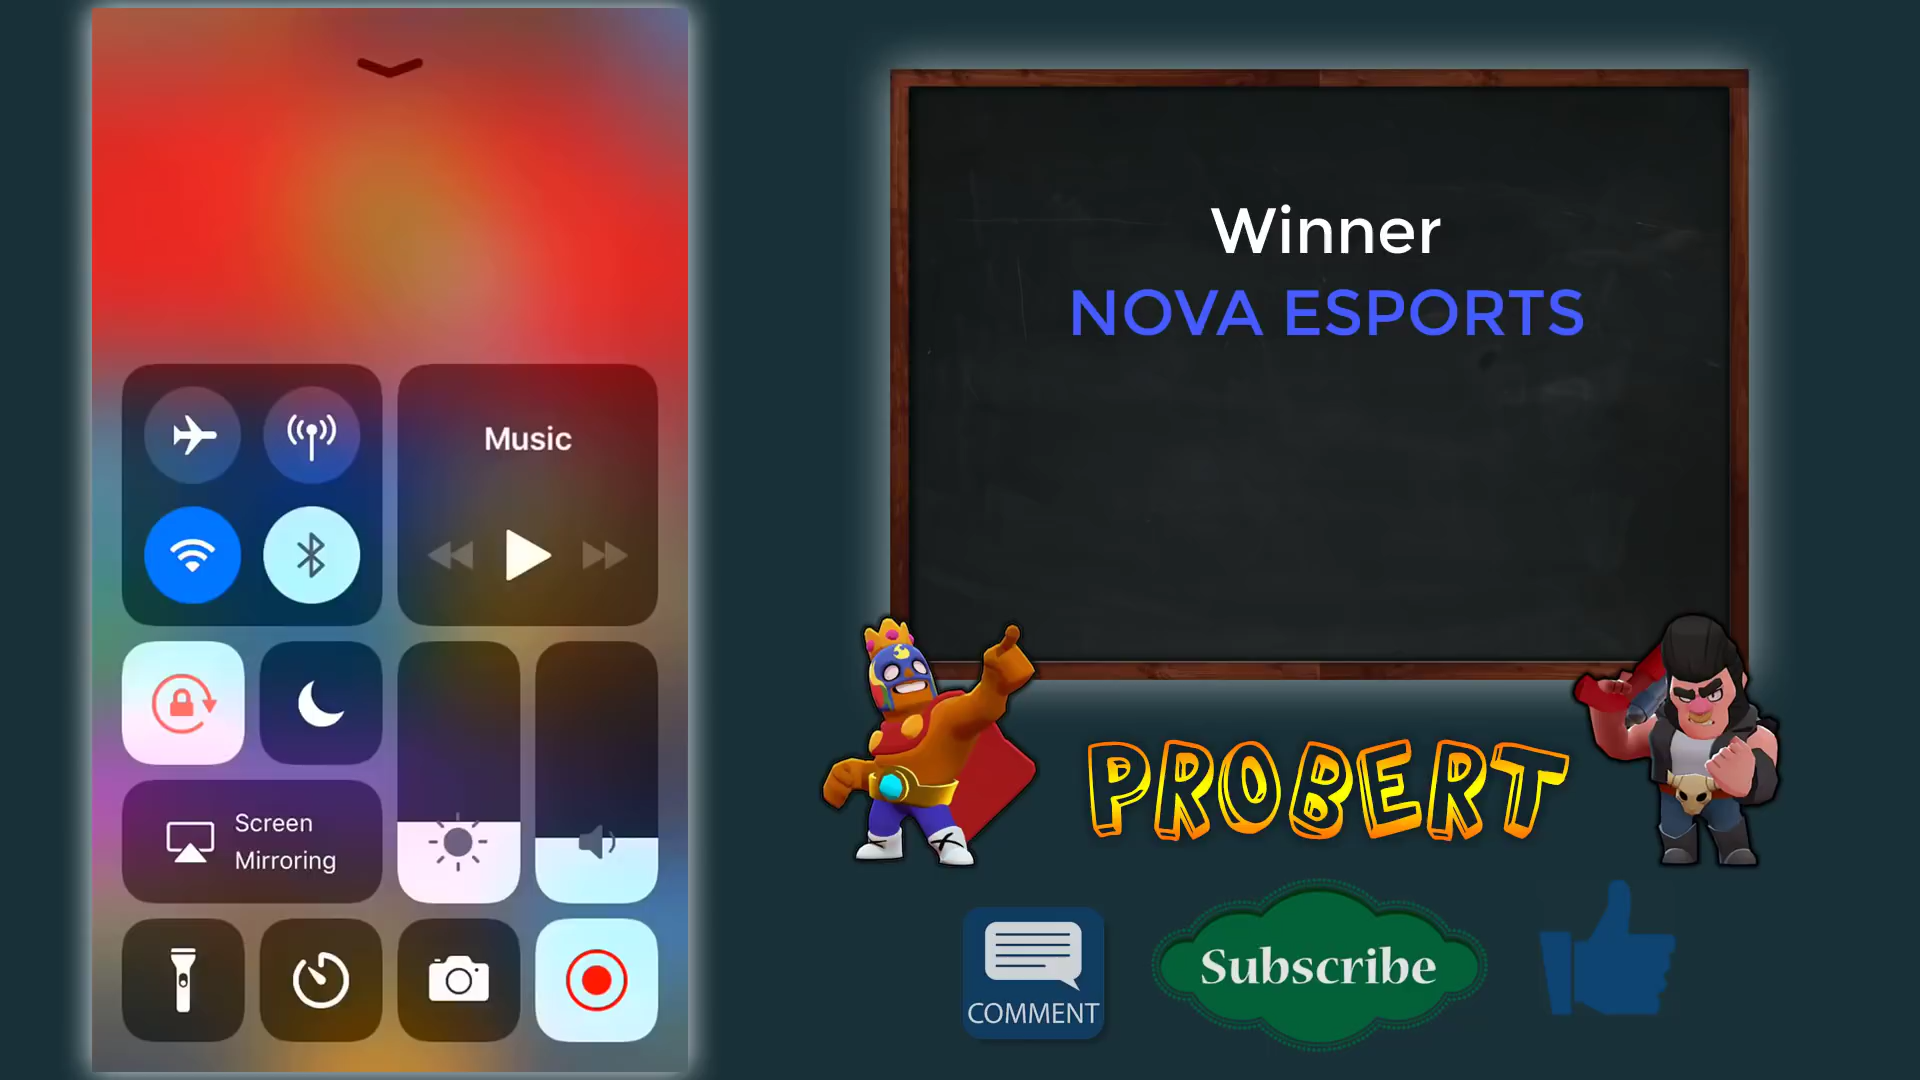 Music
Screen
Mirroring
Winner
NOVA ESPORTS
PROBERT
COMMENT
Subscribe